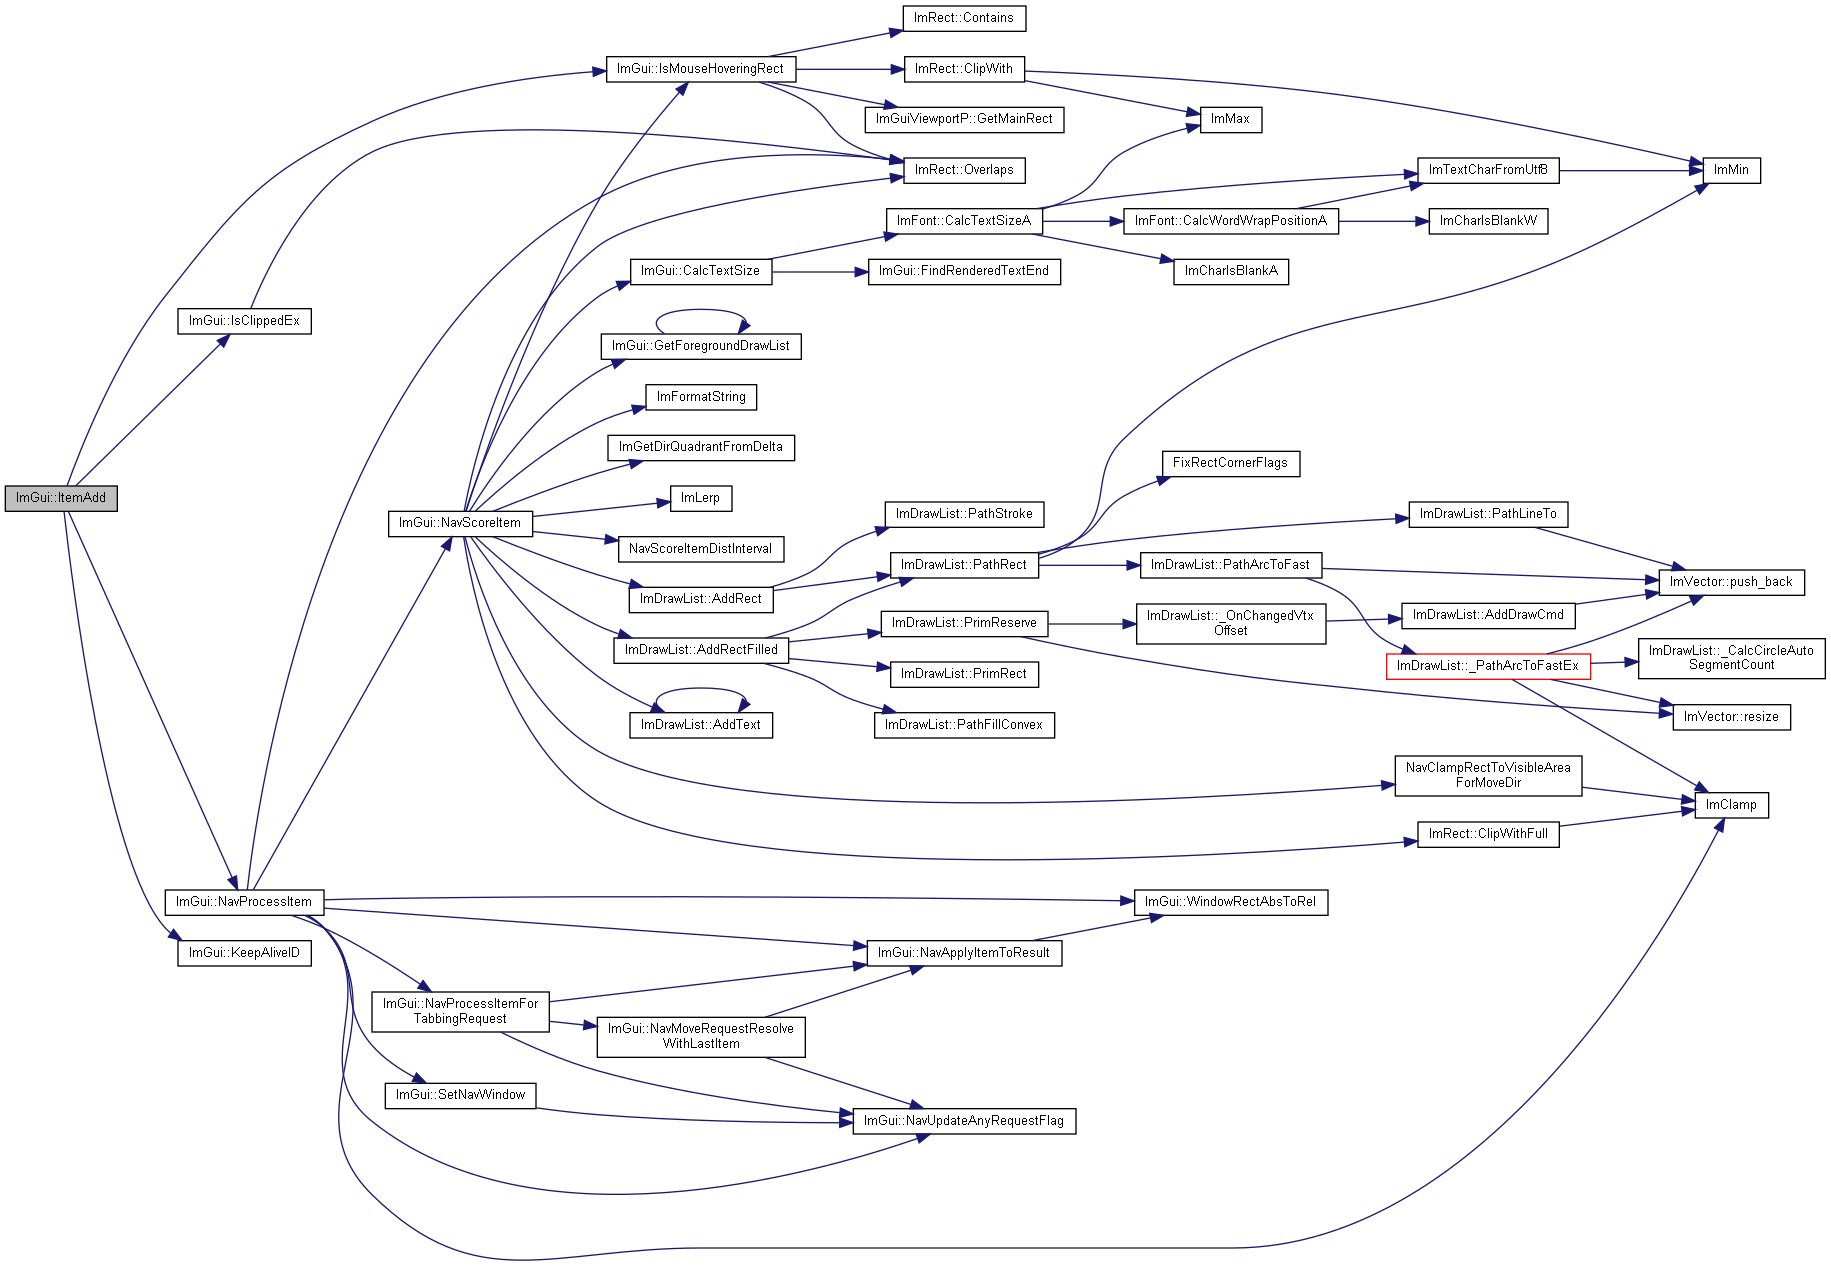 ImRect::Contains
ImGui::IsMouseHoveringRect
ImRect::ClipWith
ImGuiViewportP::GetMainRect
ImMax
ImRect::Overlaps
ImTextCharFromUtf8
ImMin
ImFont::CalcTextSizeA
ImFont::CalcWordWrapPositionA
ImCharIsBlankW
ImGui::CalcTextSize
ImGui::FindRenderedTextEnd
ImCharIsBlankA
ImGui::IsClippedEx
ImGui::GetForegroundDrawList
ImFormatString
ImGetDirQuadrantFromDelta
FixRectCornerFlags
ImGui::ItemAdd
ImLerp
ImGui::NavScoreItem
ImDrawList::PathStroke
ImDrawList::PathLineTo
NavScoreItemDistInterval
ImDrawList::PathRect
ImDrawList::PathArcToFast
ImVector::push_back
ImDrawList::AddRect
ImDrawList::PrimReserve
ImDrawList::_OnChangedVtx
Offset
ImDrawList::AddDrawCmd
ImDrawList::AddRectFilled
ImDrawList::PrimRect
ImDrawList::_PathArcToFastEx
ImDrawList::_CalcCircleAuto
SegmentCount
ImDrawList::AddText
ImDrawList::PathFillConvex
ImVector::resize
NavClampRectToVisibleArea
ForMoveDir
ImClamp
ImRect::ClipWithFull
ImGui::NavProcessItem
ImGui::WindowRectAbsToRel
ImGui::KeepAliveID
ImGui::NavApplyItemToResult
ImGui::NavProcessItemFor
TabbingRequest
ImGui::NavMoveRequestResolve
WithLastItem
ImGui::SetNavWindow
ImGui::NavUpdateAnyRequestFlag